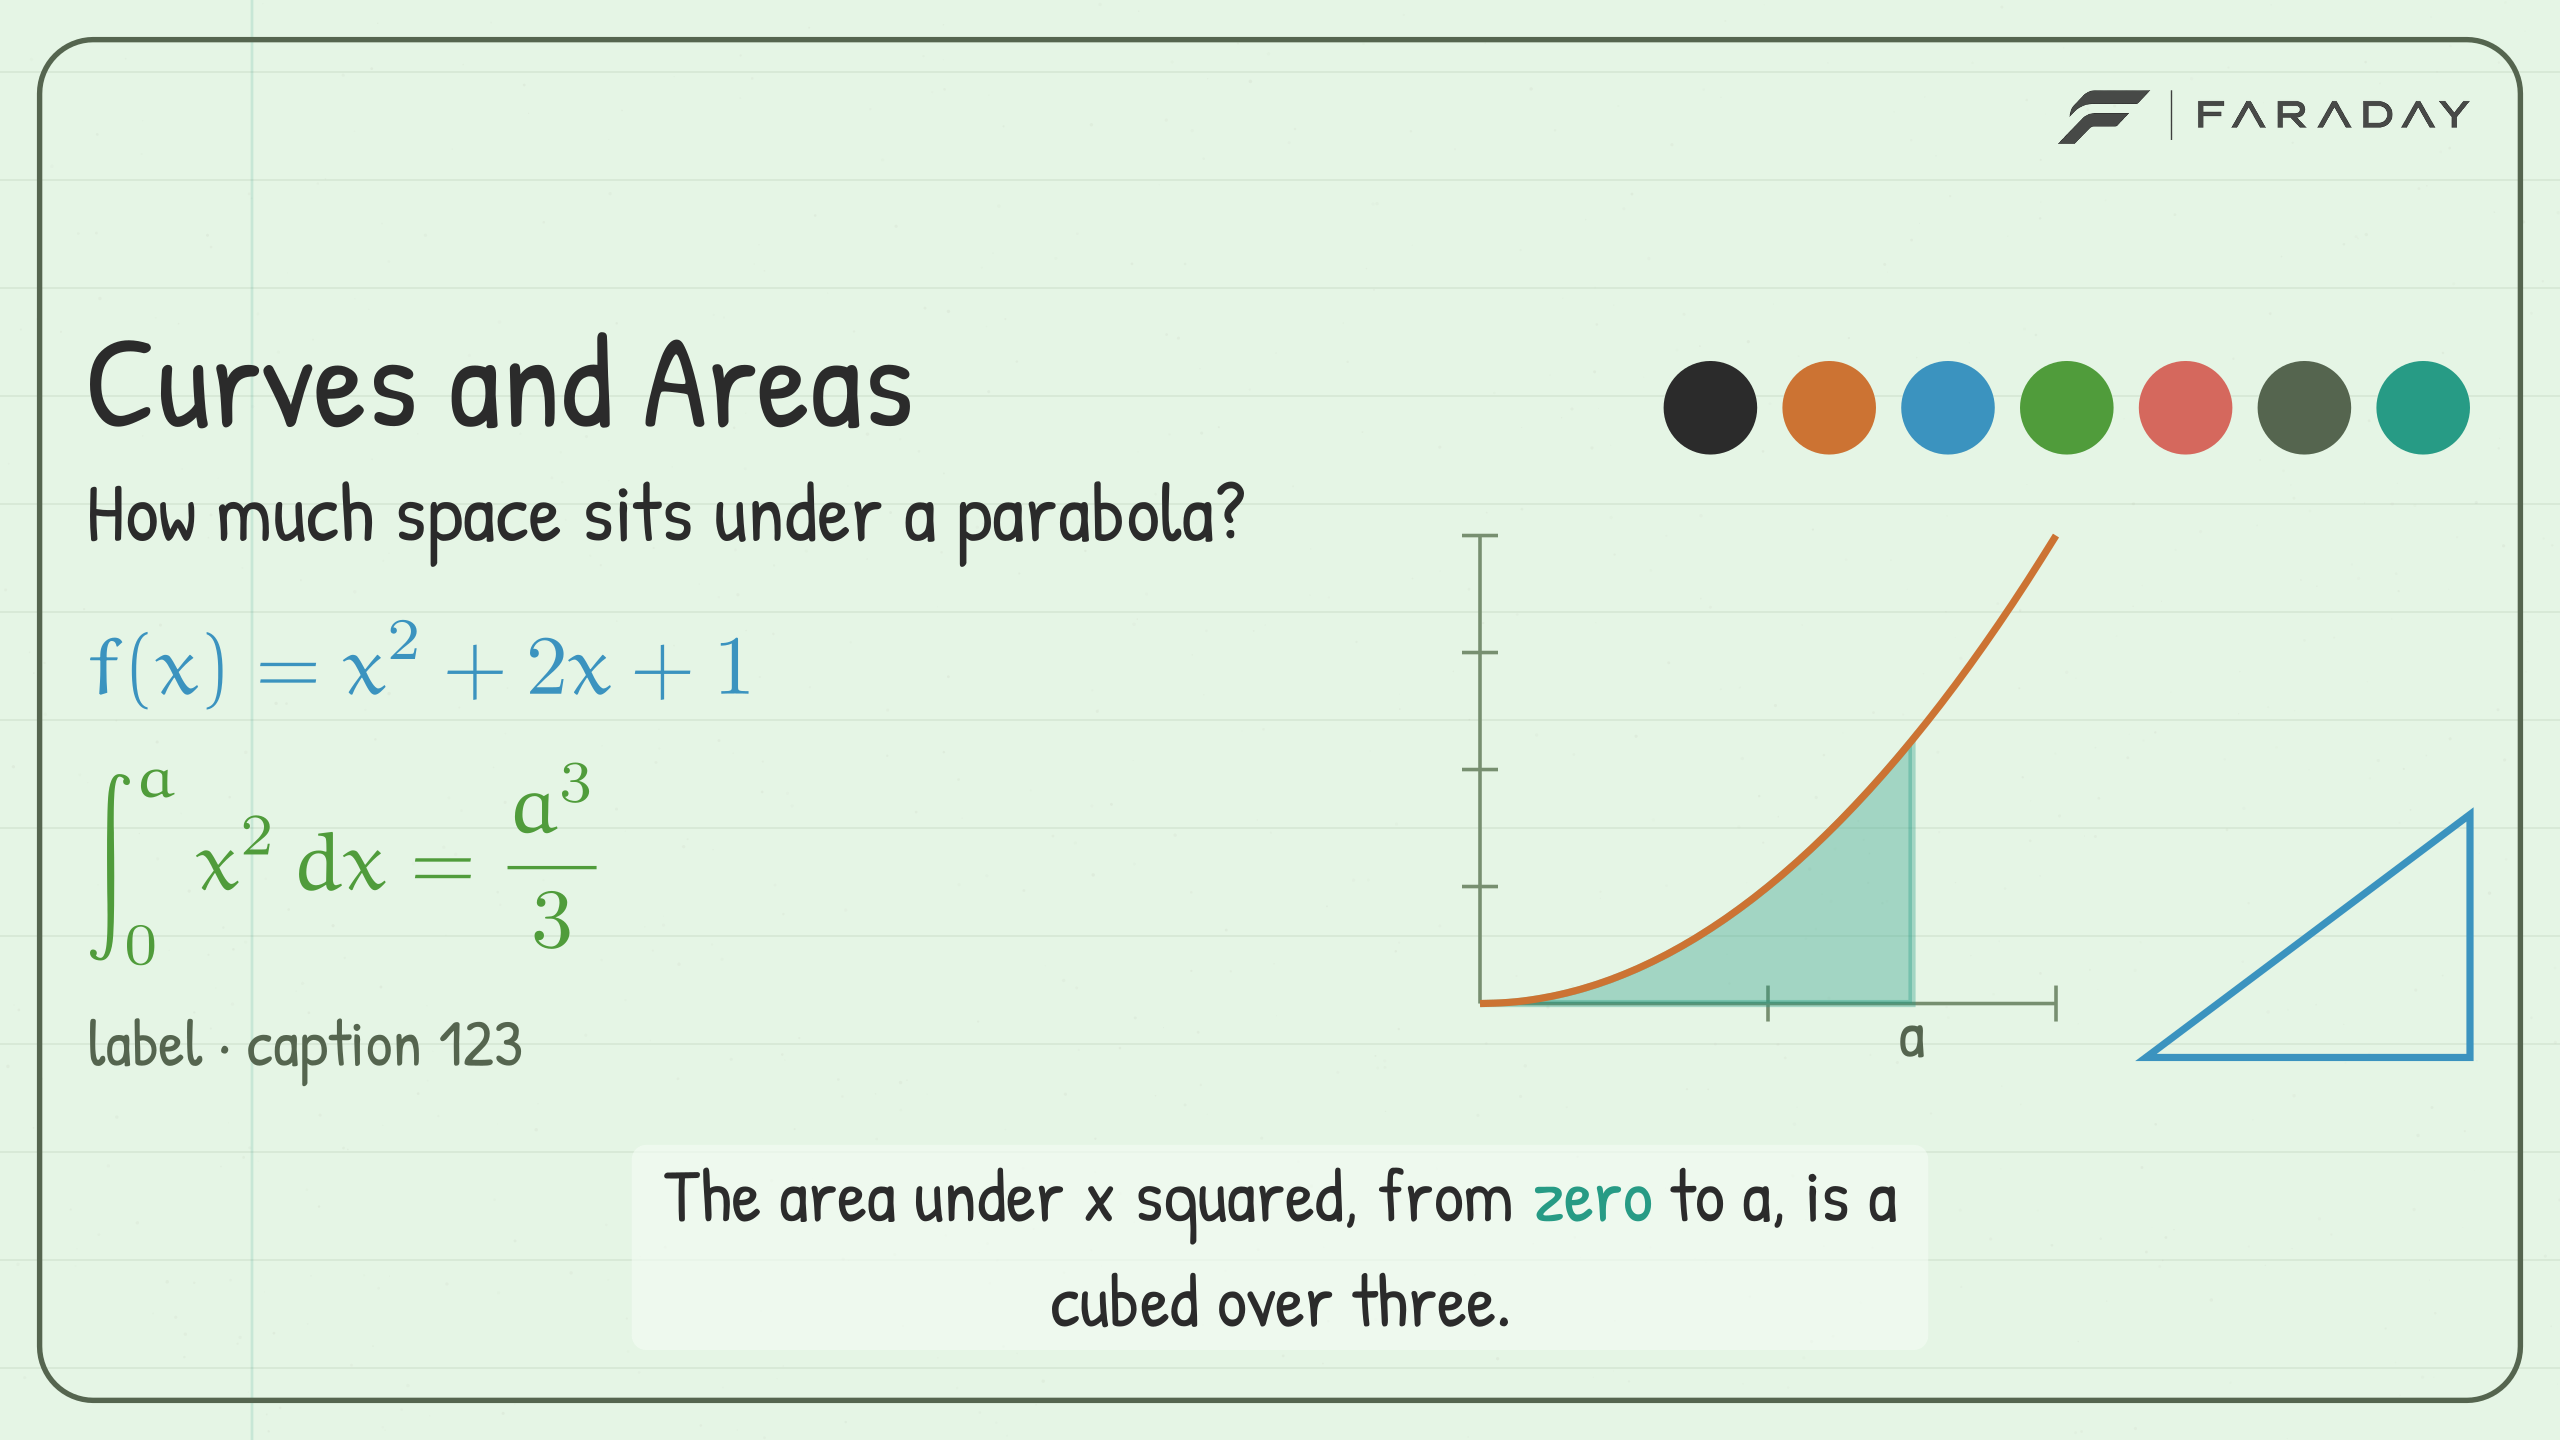 FARADAY
Curves and Areas
How much space sits under a parabola?
f(x) = x² + 2x + 1
∫₀ᵃ x² dx = a³/3
label · caption 123
a
The area under x squared, from zero to a, is a
cubed over three.